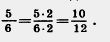 5/6 = 5·2/6·2 = 10/12 .